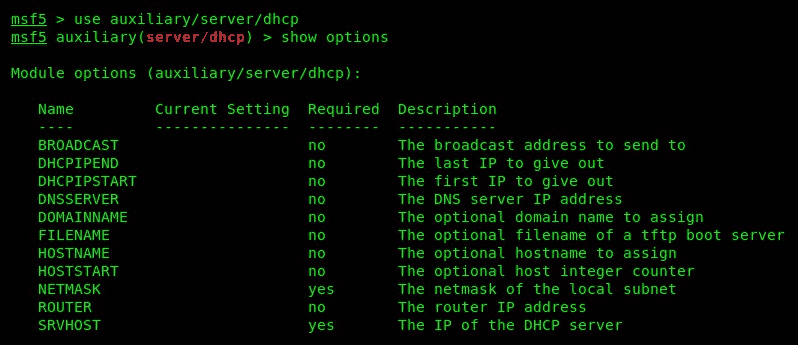 msf5 > use auxiliary/server/dhcp
msf5 auxiliary(server/dhcp) > show options
Module options (auxiliary/server/dhcp):
Name Current Setting Required Description
---- --------------- -------- -----------
BROADCAST no The broadcast address to send to
DHCPIPEND no The last IP to give out
DHCPIPSTART no The first IP to give out
DNSSERVER no The DNS server IP address
DOMAINNAME no The optional domain name to assign
FILENAME no The optional filename of a tftp boot server
HOSTNAME no The optional hostname to assign
HOSTSTART no The optional host integer counter
NETMASK yes The netmask of the local subnet
ROUTER no The router IP address
SRVHOST yes The IP of the DHCP server